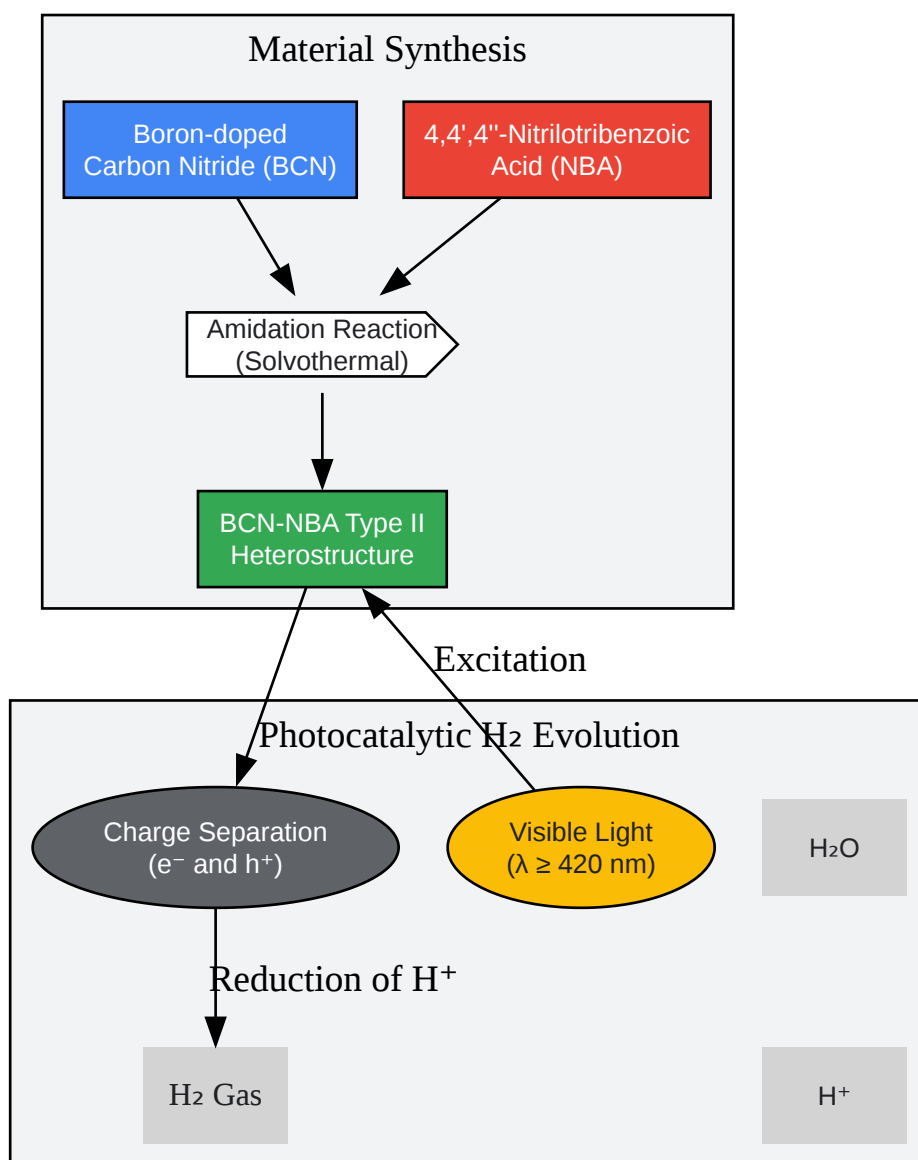 Material Synthesis
Boron-doped
Carbon Nitride (BCN)
4,4',4''-Nitrilotribenzoic
Acid (NBA)
Amidation Reaction
(Solvothermal)
BCN-NBA Type II
Heterostructure
Excitation
Photocatalytic H₂ Evolution
Charge Separation
(e⁻ and h⁺)
Visible Light
(λ ≥ 420 nm)
H₂O
Reduction of H⁺
H₂ Gas
H⁺